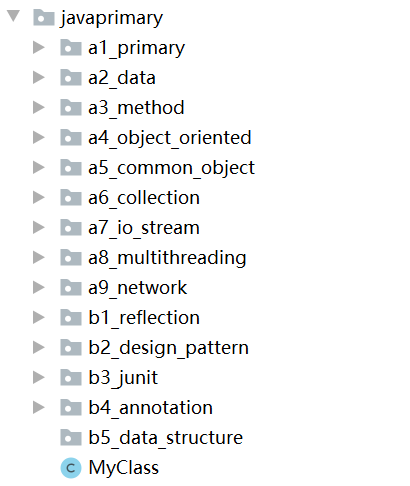 javaprimary
a1_primary
a2_data
a3_method
a4_object_oriented
a5_common_object
a6_collection
a7_io_stream
a8_multithreading
a9_network
b1_reflection
b2_design_pattern
b3_junit
b4_annotation
b5_data_structure
C MyClass